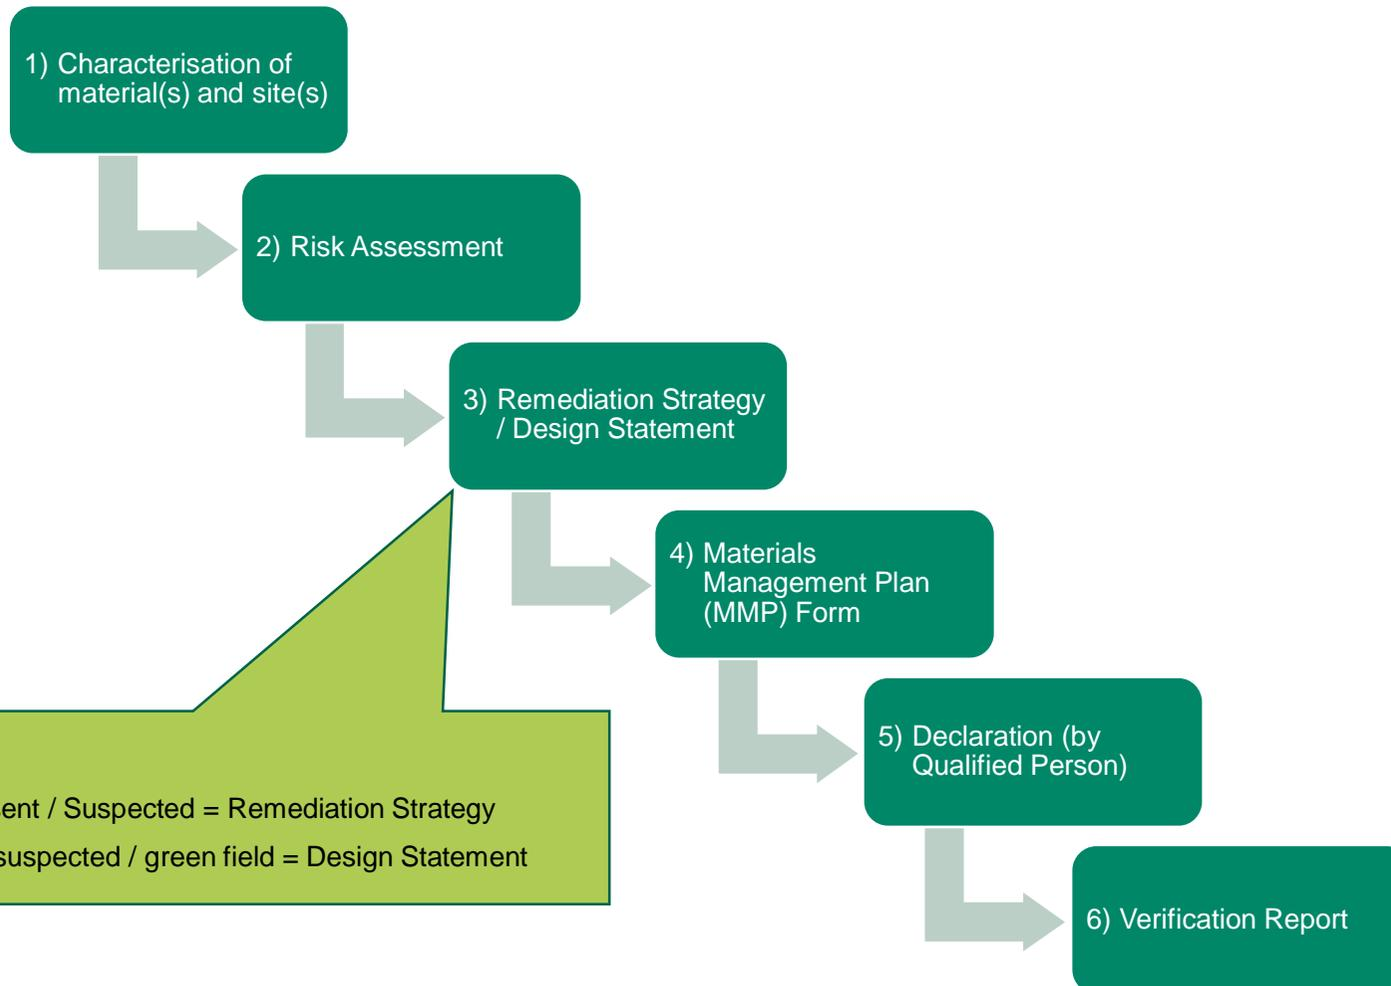 1) Characterisation of
material(s) and site(s)
2) Risk Assessment
3) Remediation Strategy
/ Design Statement
4) Materials
Management Plan
(MMP) Form
5) Declaration (by
Qualified Person)
/ Suspected = Remediation Strategy
suspected / green field = Design Statement
6) Verification Report